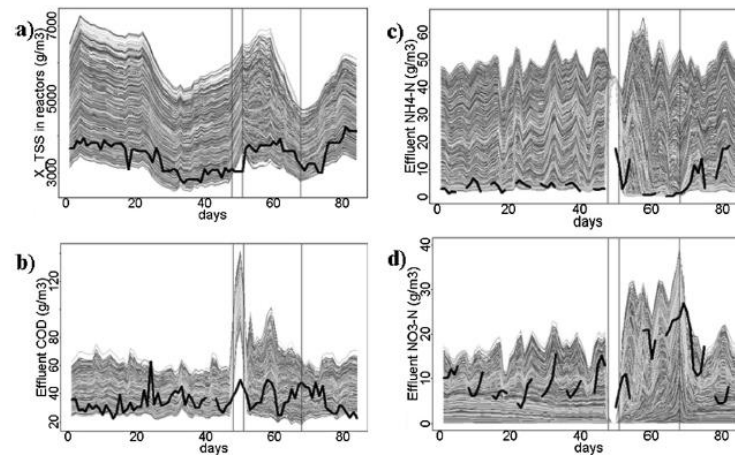 a)
X_TSS in reactors (g/m3)
3000 5000 7000
0 20 40 60 80
days
c)
Effluent NH4-N (g/m3)
0 10 20 30 40 50 60
0 20 40 60 80
days
b)
Effluent COD (g/m3)
20 40 60 80 100 140
0 20 40 60 80
days
d)
Effluent NO3-N (g/m3)
0 10 20 30 40
0 20 40 60 80
days